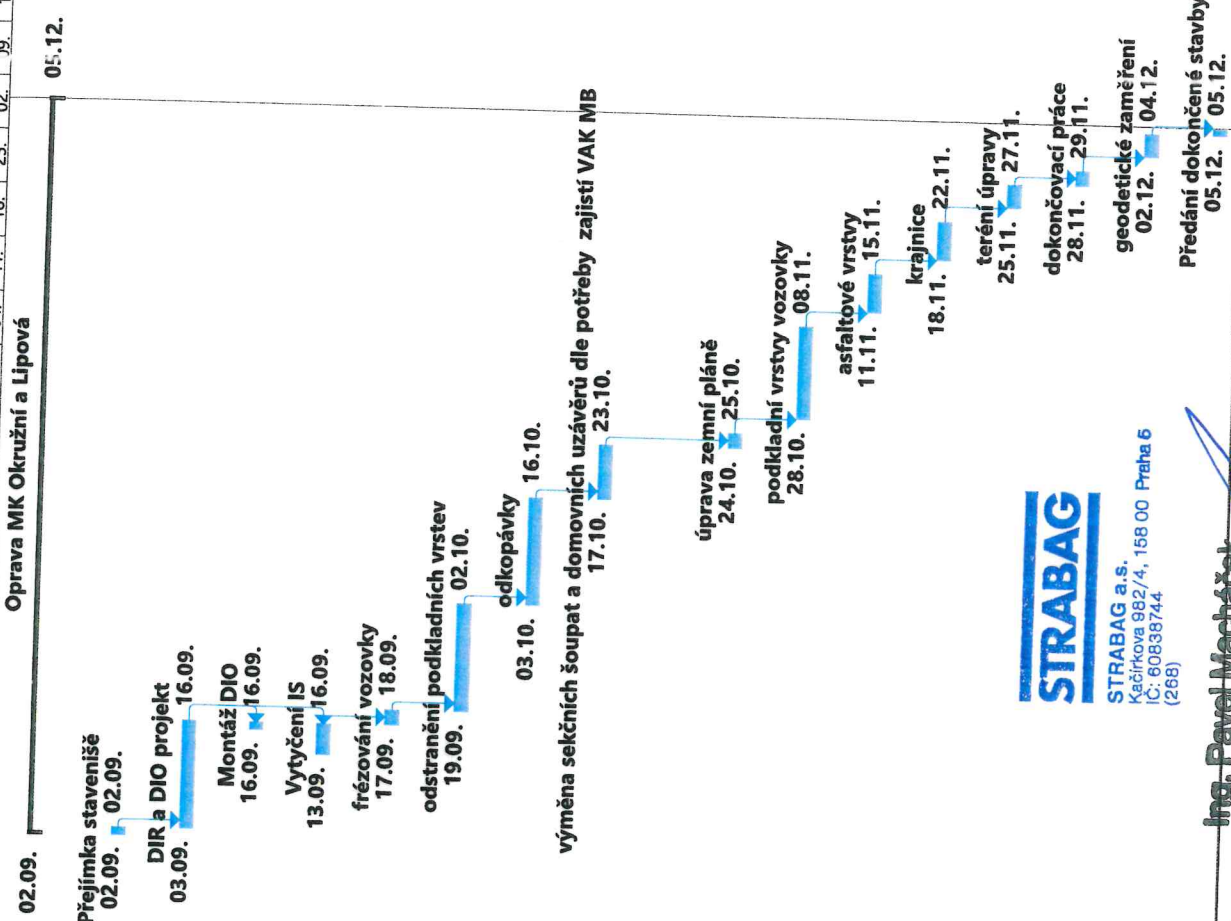 Oprava MK Okružní a Lipová
02.09.
05.12.
Přejímka stavenišě
02.09.
02.09.
DIR a DIO projekt
03.09.
16.09.
Montáž DIO
16.09.
16.09.
Vytyčení IS
13.09.
16.09.
frézování vozovky
17.09.
18.09.
odstranění podkladních vrstev
19.09.
02.10.
odkopávky
03.10.
16.10.
výměna sekčních šoupat a domovních uzávěrů dle potřeby zajistí VAK MB
17.10.
23.10.
úprava zemní pláně
24.10.
25.10.
podkladní vrstvy vozovky
28.10.
08.11.
asfaltové vrstvy
11.11.
15.11.
krajnice
18.11.
22.11.
teréní úpravy
25.11.
27.11.
dokončovací práce
28.11.
29.11.
geodetické zaměření
02.12.
04.12.
Předání dokončené stavby
05.12.
05.12.
STRABAG
STRABAG a.s.
Kačírkova 982/4, 158 00 Praha 5
IČ: 60838744
(268)
Ing. Pavel